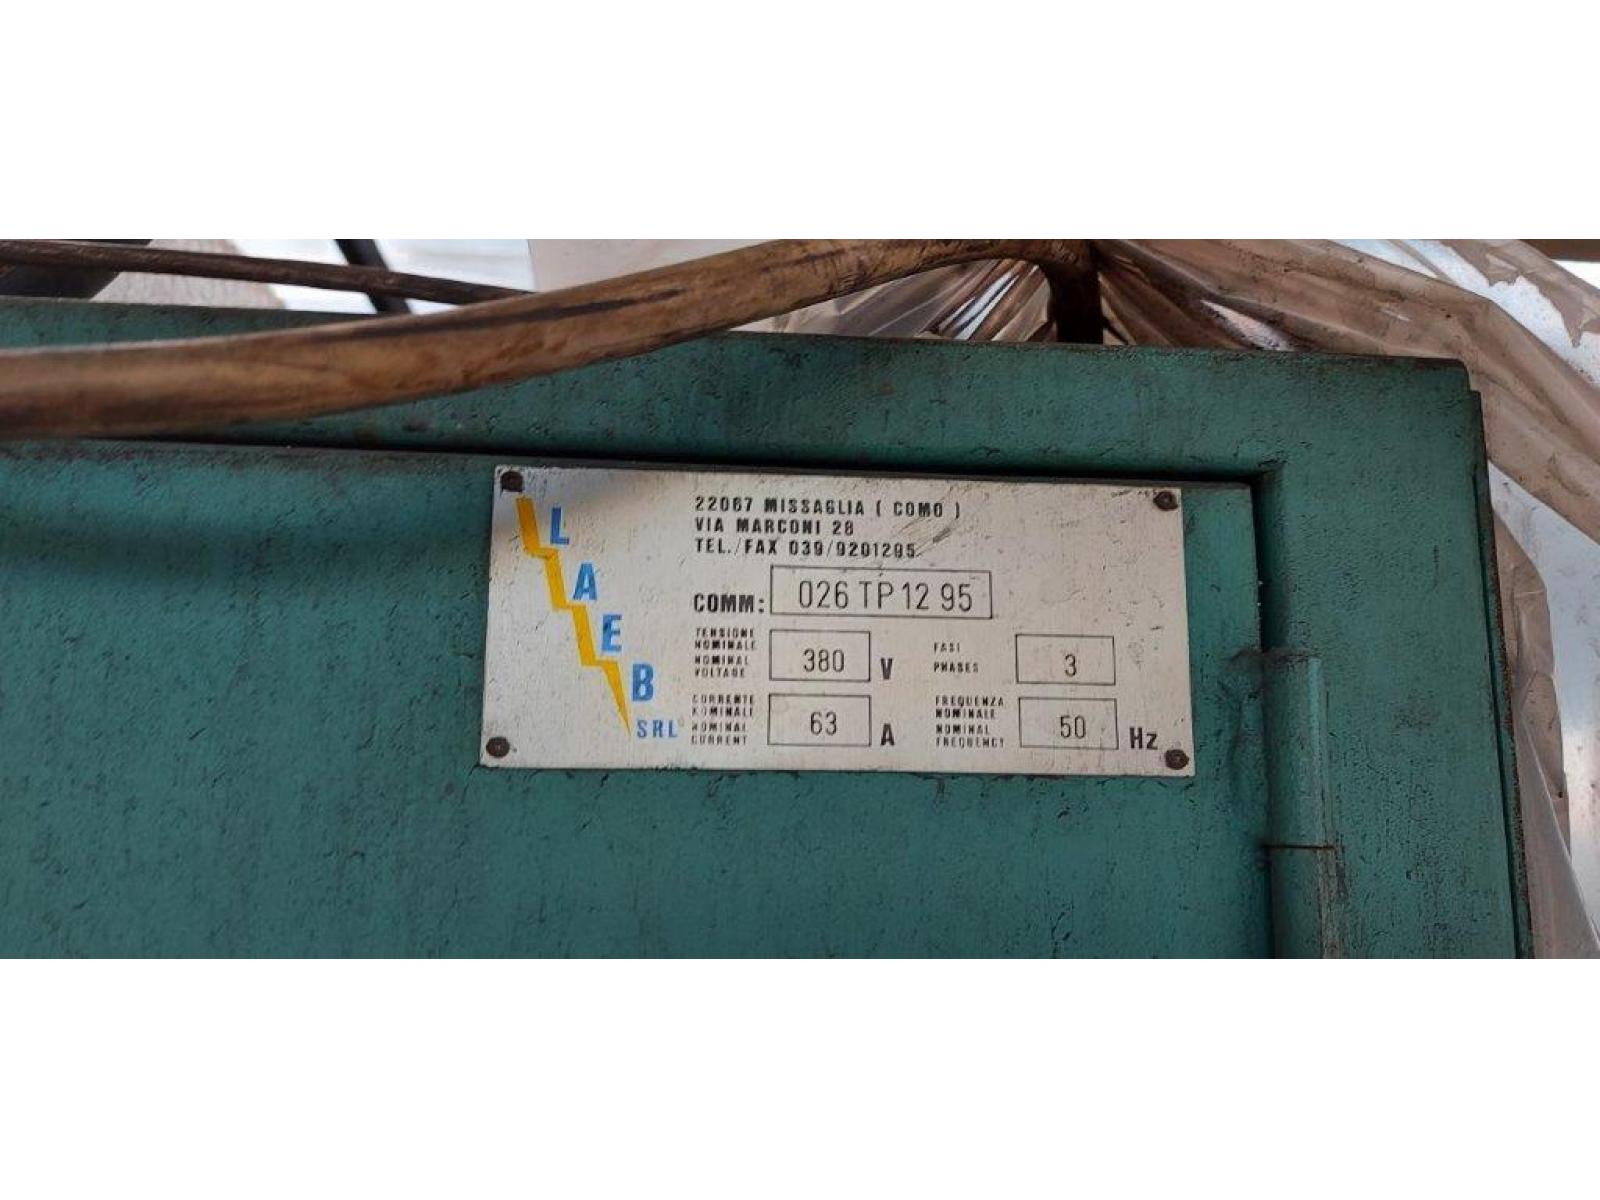 LAEB
SRL
22067 MISSAGLIA ( COMO )
VIA MARCONI 28
TEL./FAX 039/9201295
COMM: 026 TP 12 95
TENSIONE
NOMINALE
NOMINAL
VOLTAGE
380 V
FASI
PHASES
3
CORRENTE
NOMINALE
NOMINAL
CURRENT
63 A
FREQUENZA
NOMINALE
NOMINAL
FREQUENCY
50 Hz